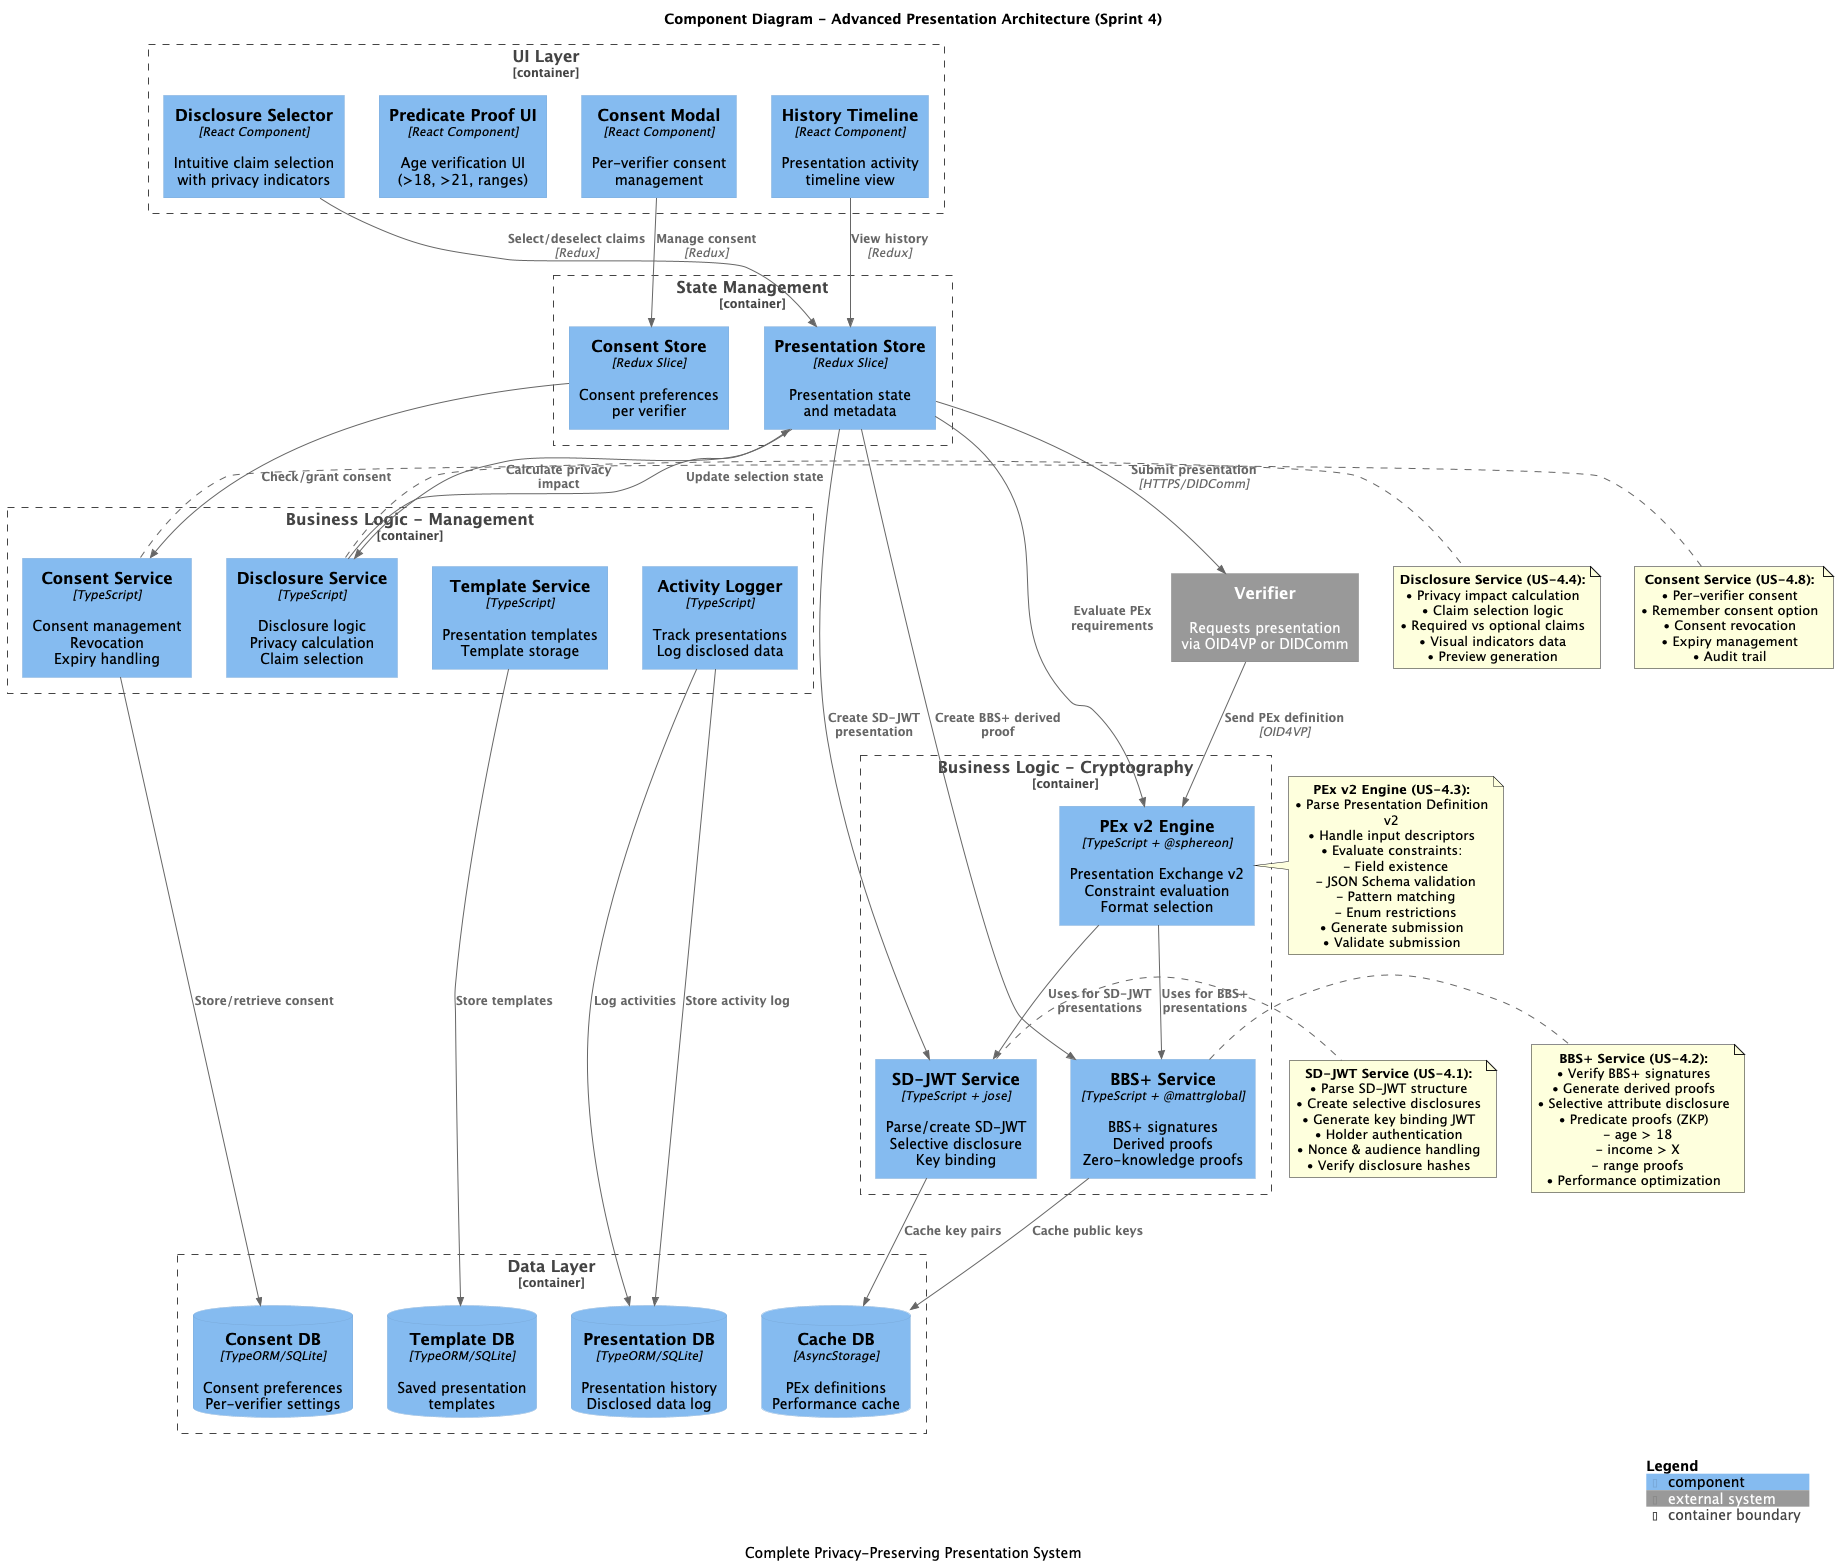 Component Diagram - Advanced Presentation Architecture (Sprint 4)
UI Layer
[container]
Disclosure Selector
[React Component]
Intuitive claim selection
with privacy indicators
Predicate Proof UI
[React Component]
Age verification UI
(>18, >21, ranges)
Consent Modal
[React Component]
Per-verifier consent
management
History Timeline
[React Component]
Presentation activity
timeline view
Select/deselect claims
[Redux]
Manage consent
[Redux]
View history
[Redux]
State Management
[container]
Consent Store
[Redux Slice]
Consent preferences
per verifier
Presentation Store
[Redux Slice]
Presentation state
and metadata
Check/grant consent
Calculate privacy
impact
Update selection state
Submit presentation
[HTTPS/DIDComm]
Business Logic - Management
[container]
Consent Service
[TypeScript]
Consent management
Revocation
Expiry handling
Disclosure Service
[TypeScript]
Disclosure logic
Privacy calculation
Claim selection
Template Service
[TypeScript]
Presentation templates
Template storage
Activity Logger
[TypeScript]
Track presentations
Log disclosed data
Evaluate PEx
requirements
Verifier
Requests presentation
via OID4VP or DIDComm
Disclosure Service (US-4.4):
• Privacy impact calculation
• Claim selection logic
• Required vs optional claims
• Visual indicators data
• Preview generation
Consent Service (US-4.8):
• Per-verifier consent
• Remember consent option
• Consent revocation
• Expiry management
• Audit trail
Create SD-JWT
presentation
Create BBS+ derived
proof
Send PEx definition
[OID4VP]
Business Logic - Cryptography
[container]
PEx v2 Engine
[TypeScript + @sphereon]
Presentation Exchange v2
Constraint evaluation
Format selection
PEx v2 Engine (US-4.3):
• Parse Presentation Definition
v2
• Handle input descriptors
• Evaluate constraints:
- Field existence
- JSON Schema validation
- Pattern matching
- Enum restrictions
• Generate submission
• Validate submission
Store/retrieve consent
Store templates
Log activities
Store activity log
Uses for SD-JWT
presentations
Uses for BBS+
presentations
SD-JWT Service
[TypeScript + jose]
Parse/create SD-JWT
Selective disclosure
Key binding
BBS+ Service
[TypeScript + @mattrglobal]
BBS+ signatures
Derived proofs
Zero-knowledge proofs
SD-JWT Service (US-4.1):
• Parse SD-JWT structure
• Create selective disclosures
• Generate key binding JWT
• Holder authentication
• Nonce & audience handling
• Verify disclosure hashes
BBS+ Service (US-4.2):
• Verify BBS+ signatures
• Generate derived proofs
• Selective attribute disclosure
• Predicate proofs (ZKP)
- age > 18
- income > X
- range proofs
• Performance optimization
Cache key pairs
Cache public keys
Data Layer
[container]
Consent DB
[TypeORM/SQLite]
Consent preferences
Per-verifier settings
Template DB
[TypeORM/SQLite]
Saved presentation
templates
Presentation DB
[TypeORM/SQLite]
Presentation history
Disclosed data log
Cache DB
[AsyncStorage]
PEx definitions
Performance cache
Legend
component
external system
container boundary
Complete Privacy-Preserving Presentation System